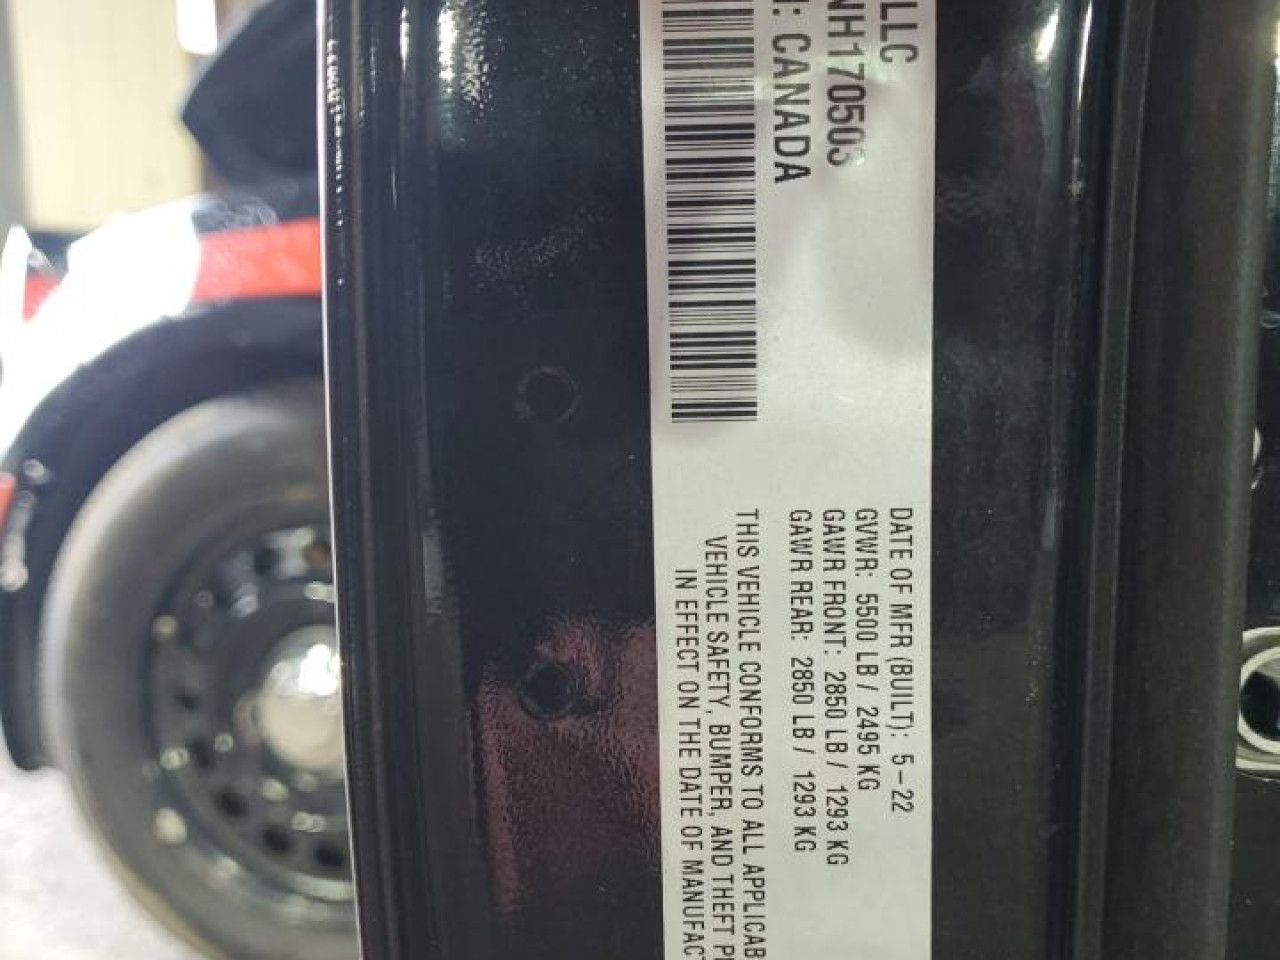 LLC
NH170503
: CANADA
DATE OF MFR (BUILT): 5-22
GVWR: 5500 LB / 2495 KG
GAWR FRONT: 2850 LB / 1293 KG
GAWR REAR: 2850 LB / 1293 KG
THIS VEHICLE CONFORMS TO ALL APPLICAB
VEHICLE SAFETY, BUMPER, AND THEFT P
IN EFFECT ON THE DATE OF MANUFAC